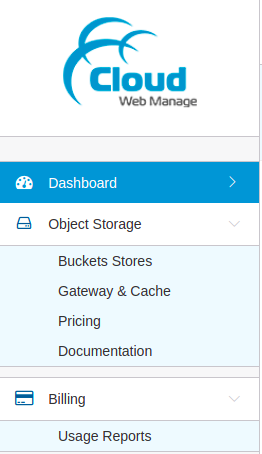 Cloud
Web Manage
Dashboard
Object Storage
Buckets Stores
Gateway & Cache
Pricing
Documentation
Billing
Usage Reports